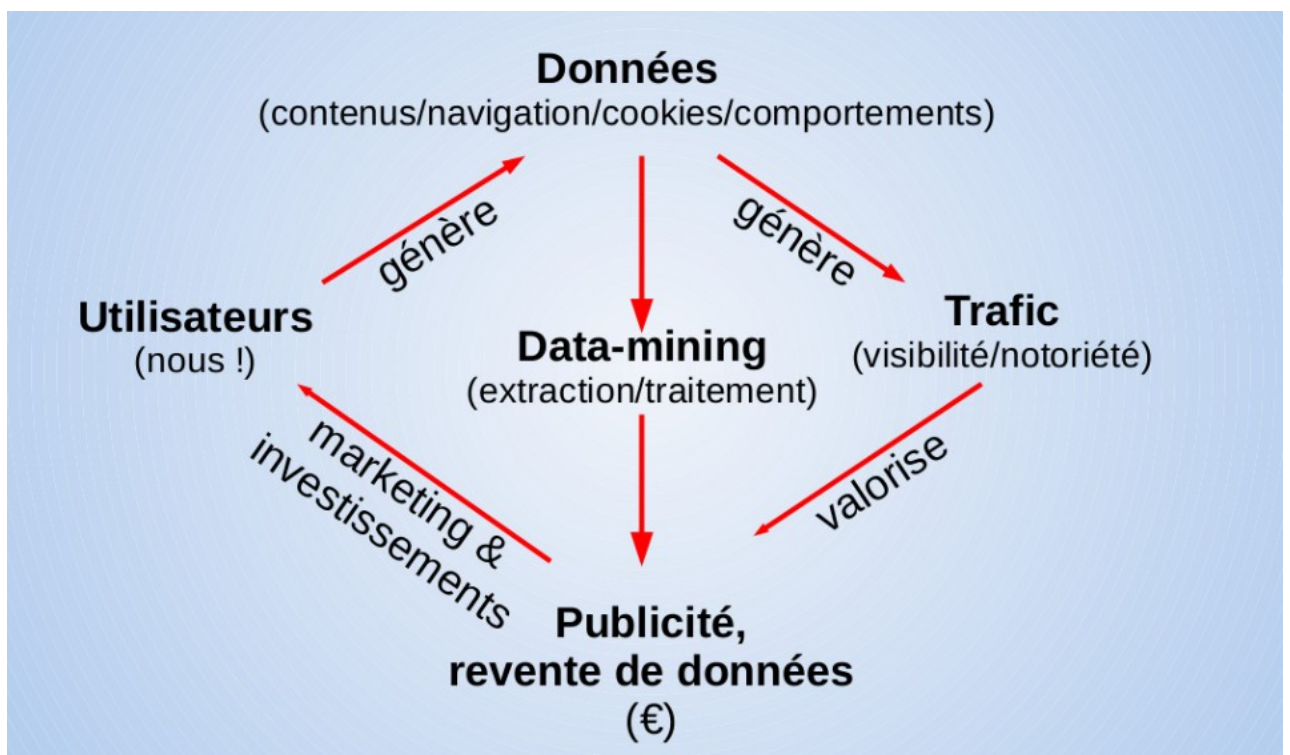 Données
(contenus/navigation/cookies/comportements)
génère
génère
Utilisateurs
(nous !)
Data-mining
(extraction/traitement)
Trafic
(visibilité/notoriété)
marketing &
investissements
valorise
Publicité,
revente de données
(€)